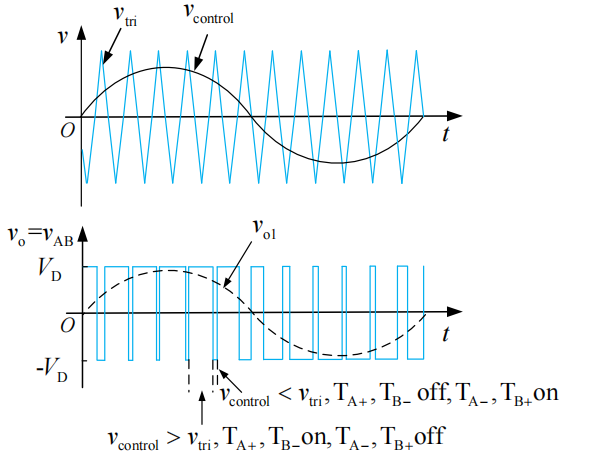 v_tri v_control
v
O t
v_o=v_AB v_o1
V_D
O t
-V_D
v_control < v_tri, T_A+, T_B− off, T_A−, T_B+ on
v_control > v_tri, T_A+, T_B− on, T_A−, T_B+ off